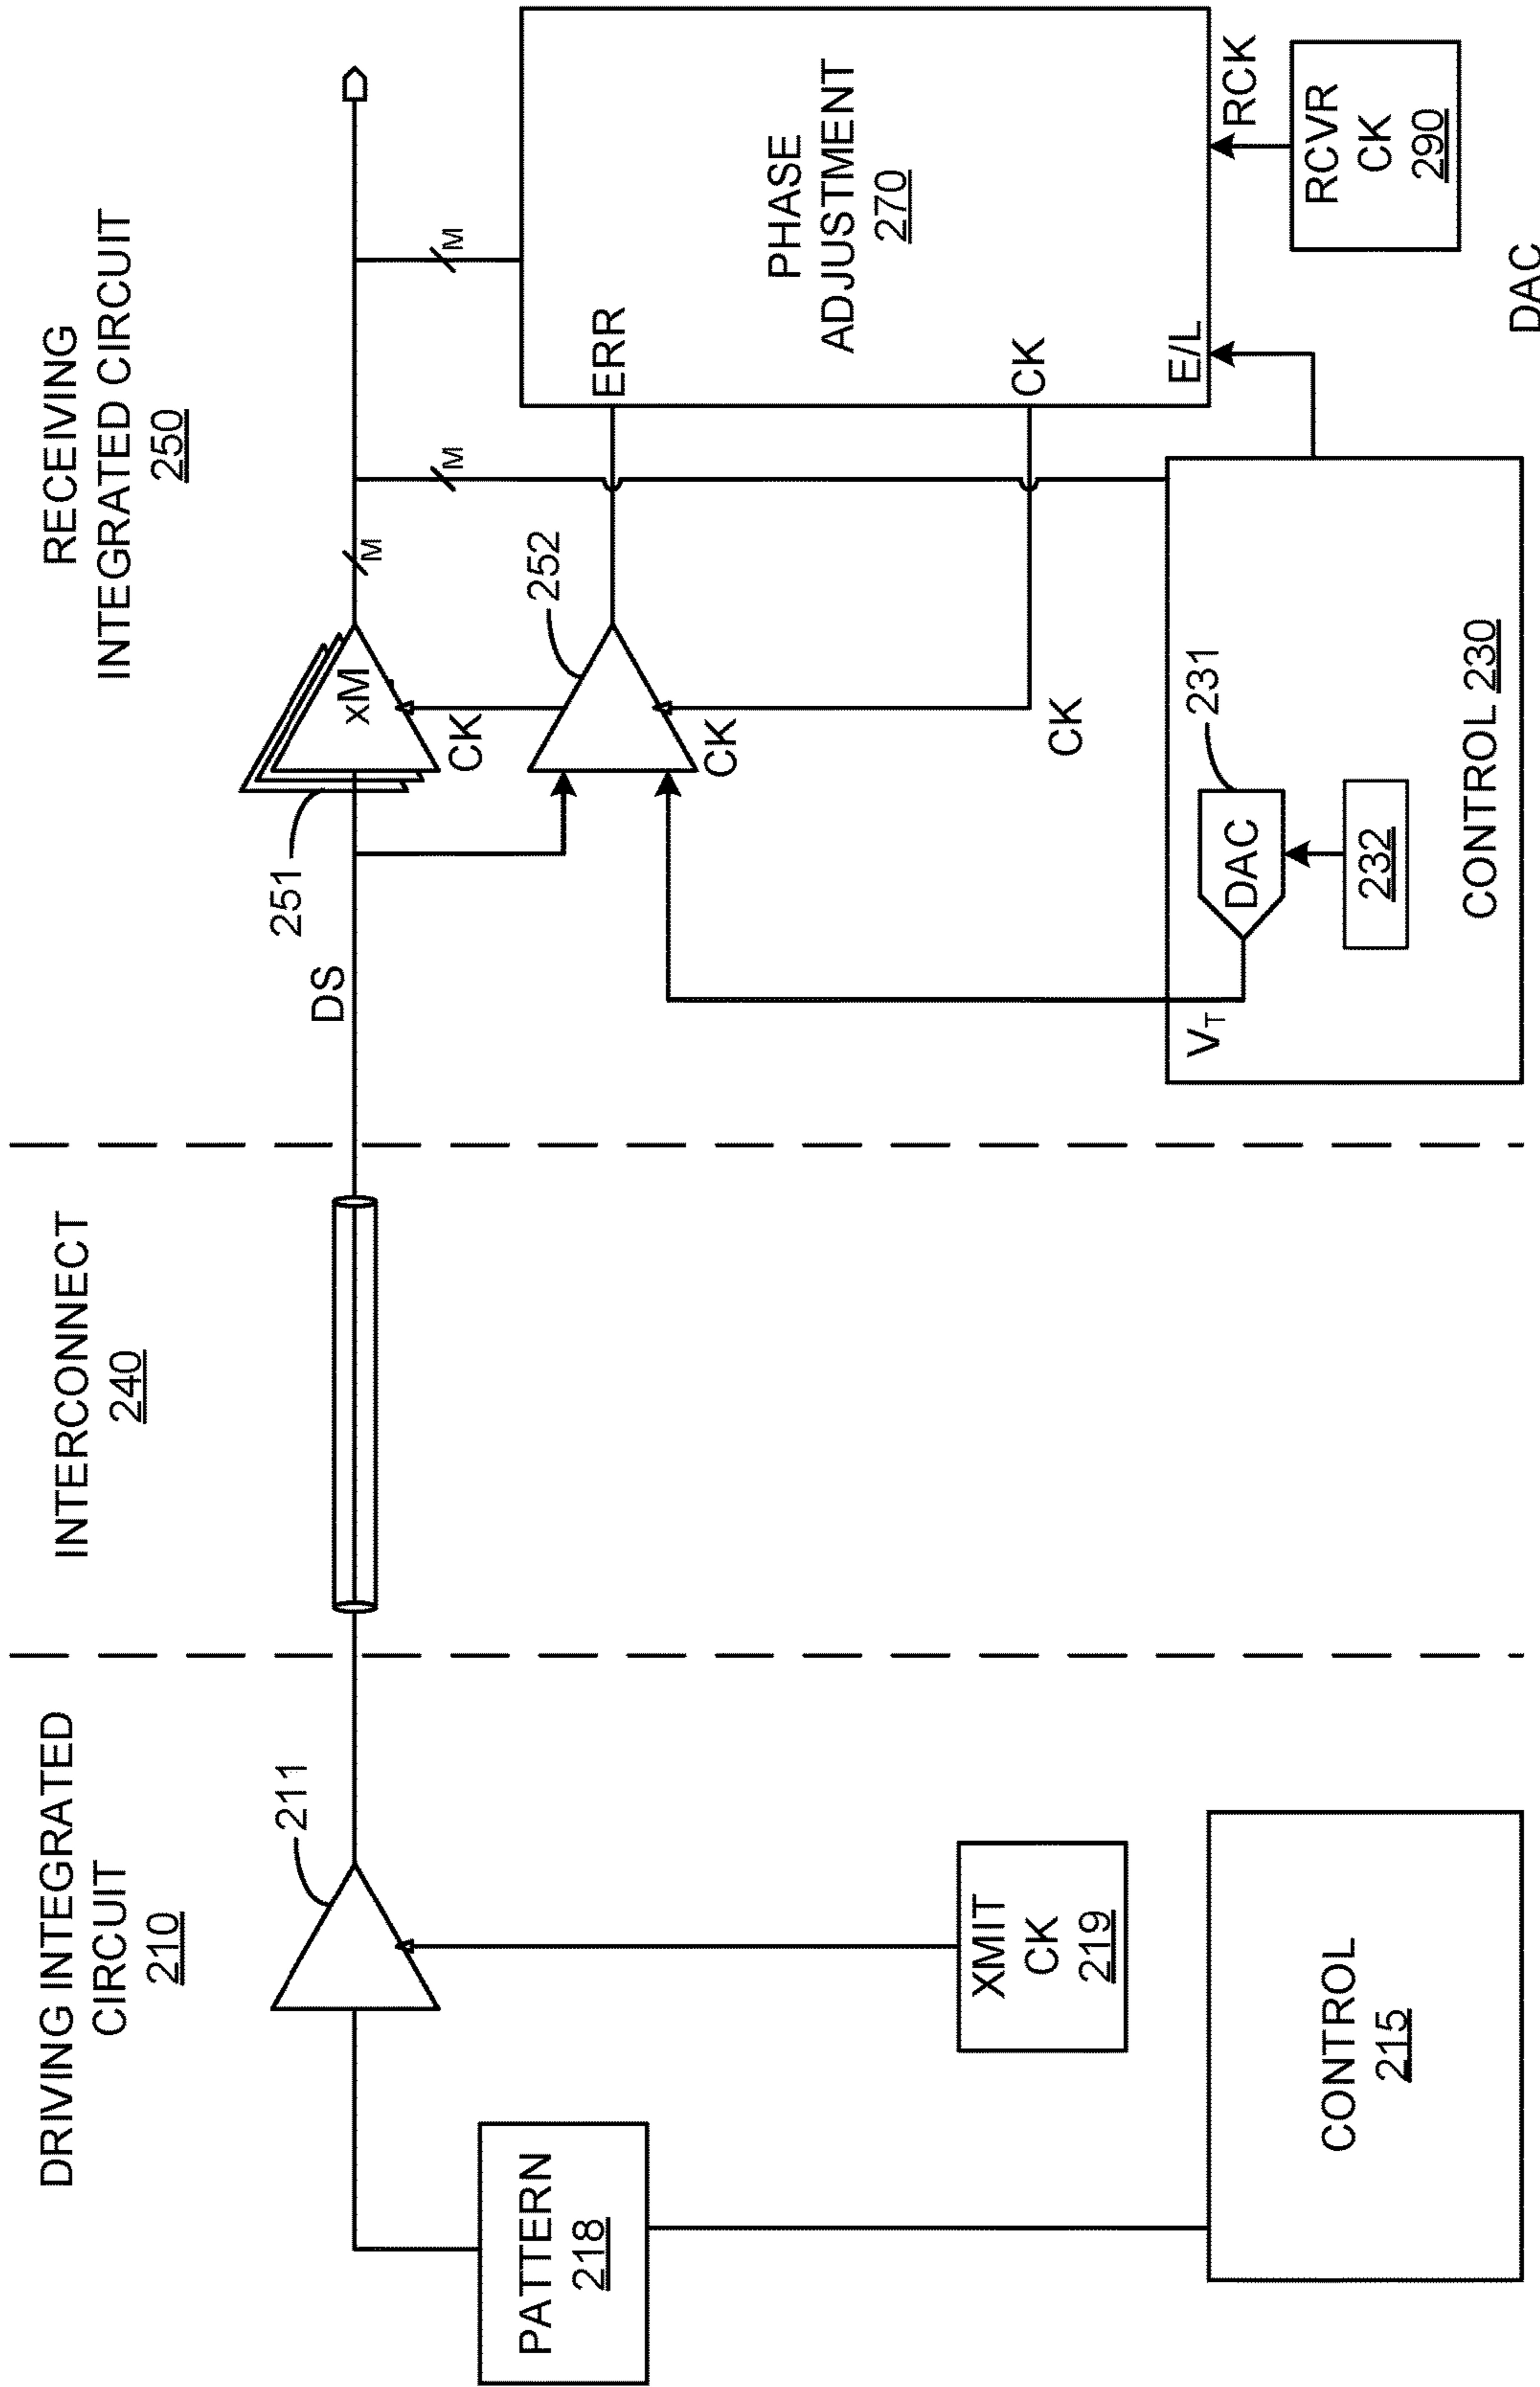 DRIVING INTEGRATED
CIRCUIT
210
INTERCONNECT
240
RECEIVING
INTEGRATED CIRCUIT
250
211
DS
251
xM
CK
M
M
M
252
CK
ERR
PATTERN
218
XMIT
CK
219
CK
CK
PHASE
ADJUSTMENT
270
E/L
RCK
CONTROL
215
VT
231
DAC
232
CONTROL 230
RCVR
CK
290
DAC